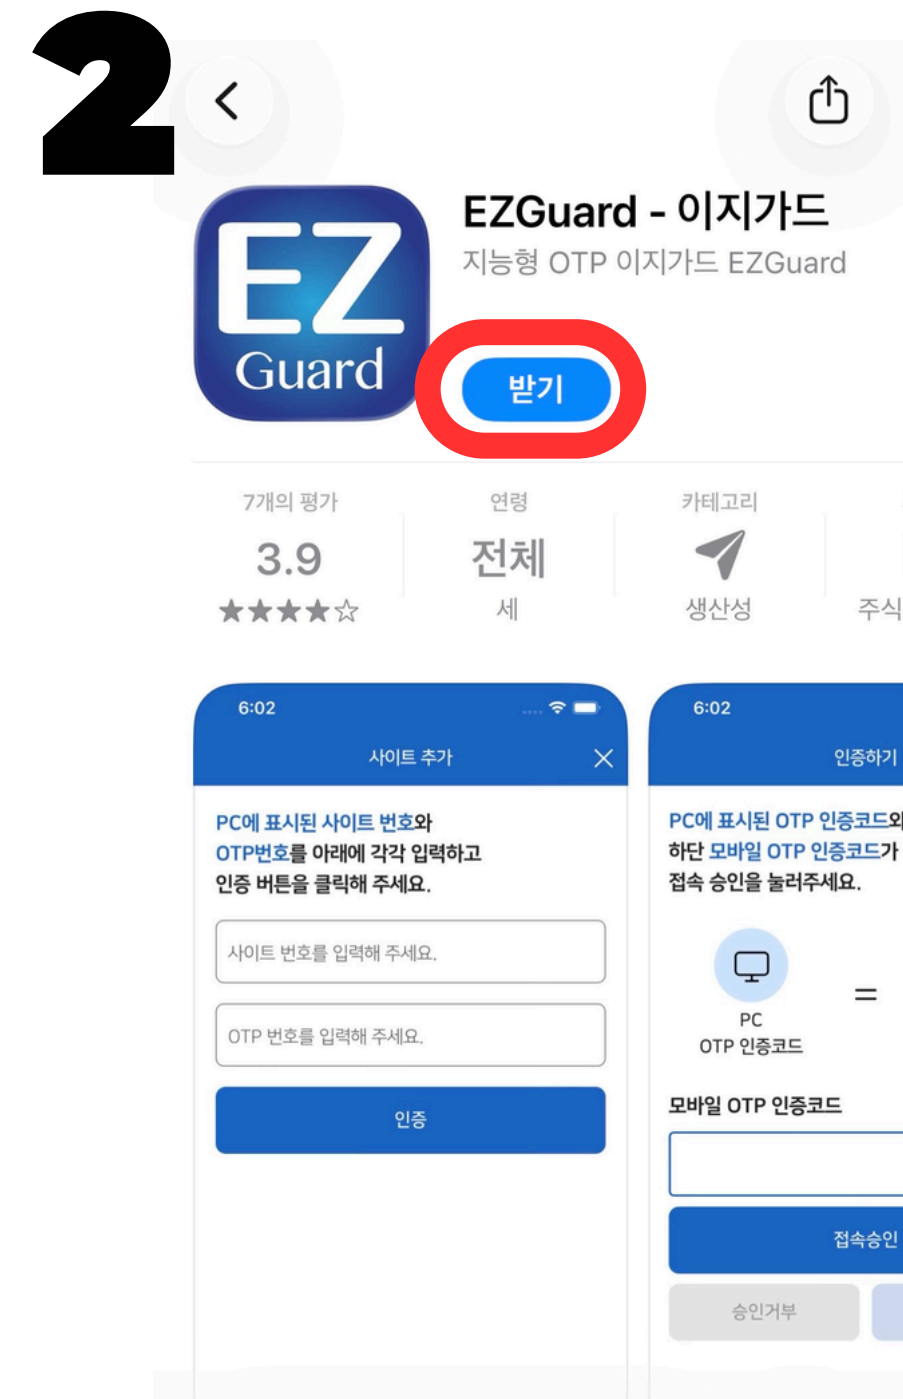 2
EZGuard - 이지가드
지능형 OTP 이지가드 EZGuard
EZ
Guard
받기
7개의 평가
3.9
연령
전체
세
카테고리
생산성
주식
6:02
사이트 추가
PC에 표시된 사이트 번호와
OTP번호를 아래에 각각 입력하고
인증 버튼을 클릭해 주세요.
사이트 번호를 입력해 주세요.
OTP 번호를 입력해 주세요.
인증
6:02
인증하기
PC에 표시된 OTP 인증코드와
하단 모바일 OTP 인증코드가
접속 승인을 눌러주세요.
PC
OTP 인증코드
=
모바일 OTP 인증코드
접속승인
승인거부